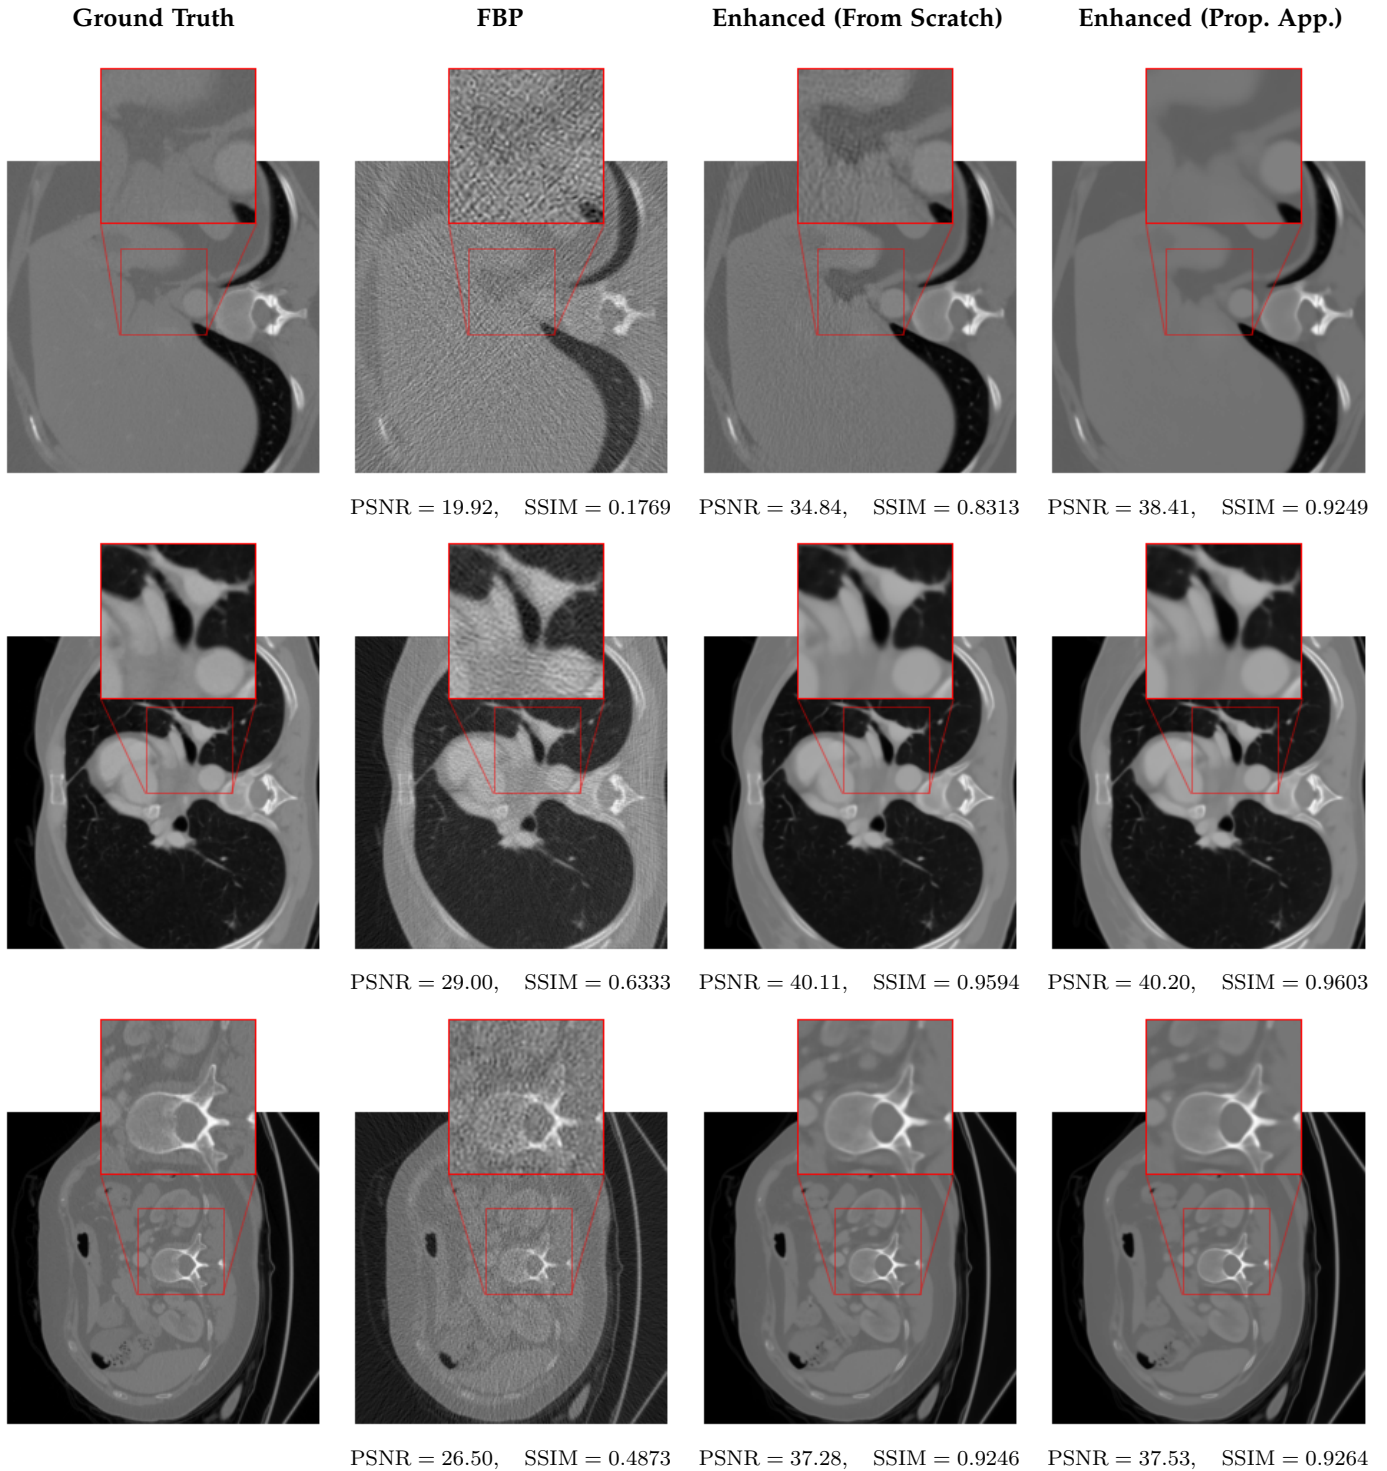 Ground Truth FBP Enhanced (From Scratch) Enhanced (Prop. App.)
PSNR = 19.92, SSIM = 0.1769 PSNR = 34.84, SSIM = 0.8313 PSNR = 38.41, SSIM = 0.9249
PSNR = 29.00, SSIM = 0.6333 PSNR = 40.11, SSIM = 0.9594 PSNR = 40.20, SSIM = 0.9603
PSNR = 26.50, SSIM = 0.4873 PSNR = 37.28, SSIM = 0.9246 PSNR = 37.53, SSIM = 0.9264